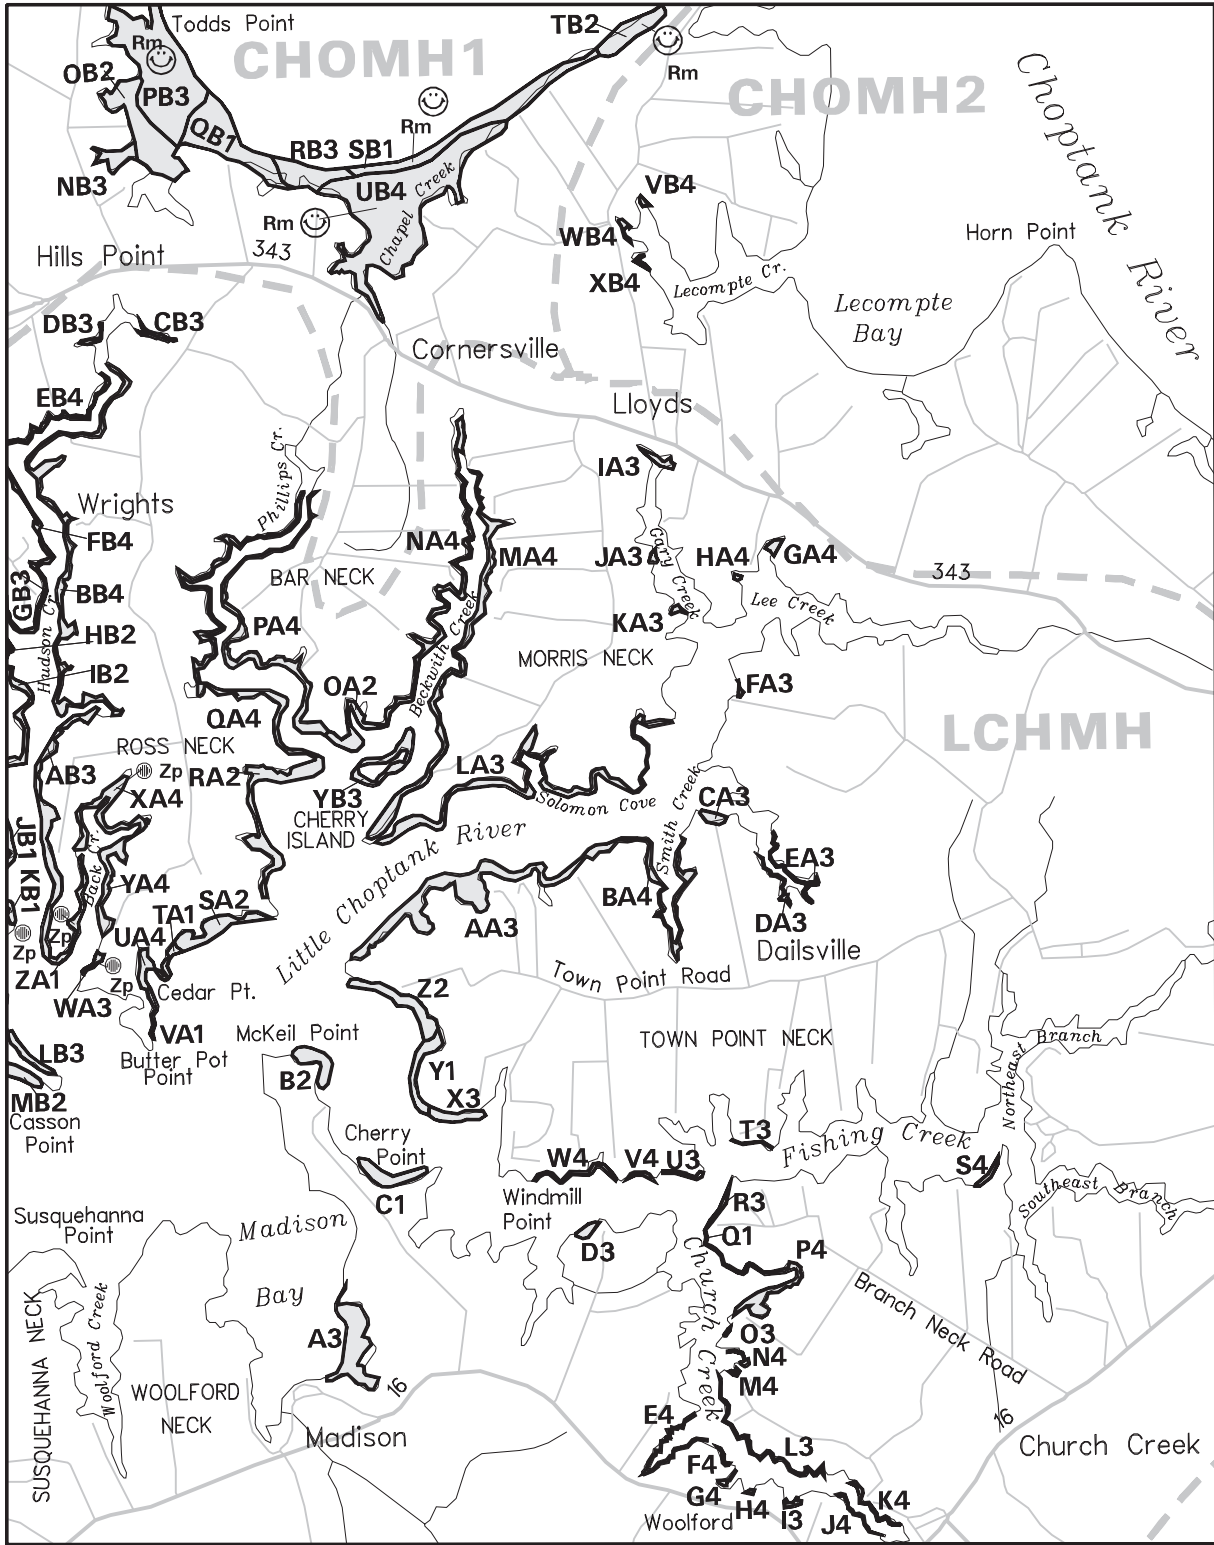 Todds Point
TB2
Rm
CHOMH1
OB2
Rm
CHOMH2
Choptank River
PB3
QB1
Rm
RB3 SB1
NB3
UB4
Chapel Creek
VB4
Rm
WB4
Horn Point
343
Hills Point
XB4
Lecompte Cr.
Lecompte
Bay
DB3
CB3
Cornersville
EB4
Lloyds
Phillips Cr.
IA3
Wrights
FB4
NA4
MA4
JA34
Gary Creek
HA4
GA4
343
GB3
BAR NECK
BB4
Lee Creek
Hudson Cr.
PA4
KA3
HB2
Beckwith Creek
MORRIS NECK
IB2
OA2
FA3
QA4
LCHMH
ROSS NECK
AB3
Zp
RA2
LA3
XA4
YB3
Solomon Cove
CA3
CHERRY
ISLAND
Little Choptank River
Smith Creek
JB1
KB1
Back Cr.
YA4
EA3
SA2
BA4
TA1
AA3
DA3
Zp
Zp
UA4
Dailsville
ZA1
Zp
Town Point Road
WA3
Cedar Pt.
Z2
VA1
McKeil Point
TOWN POINT NECK
Northeast Branch
LB3
Butter Pot
Point
B2
Y1
MB2
X3
Casson
Point
Cherry
Point
T3
Fishing Creek
W4
V4
U3
S4
C1
Windmill
Point
R3
Southeast Branch
Susquehanna
Point
Madison
Bay
D3
Q1
P4
Church Creek
Branch Neck Road
SUSQUEHANNA NECK
Woolford Creek
A3
O3
N4
M4
16
WOOLFORD
NECK
E4
16
Madison
L3
Church Creek
F4
G4
H4
I3
J4
K4
Woolford